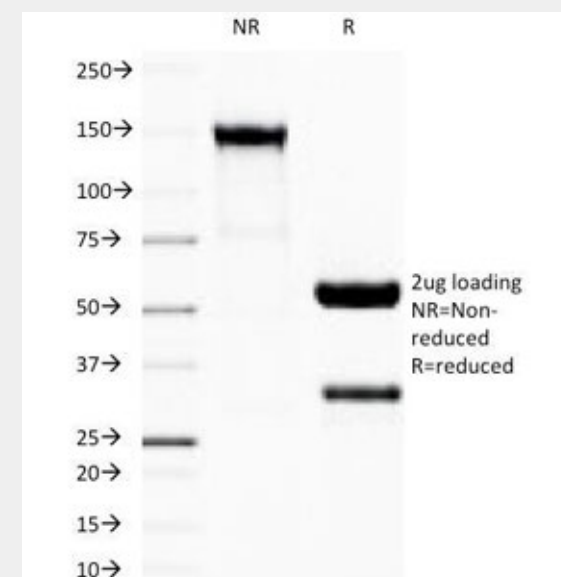 NR R
250→
150→
100→
75→
50→
37→
25→
20→
15→
10→
2ug loading
NR=Non-
reduced
R=reduced